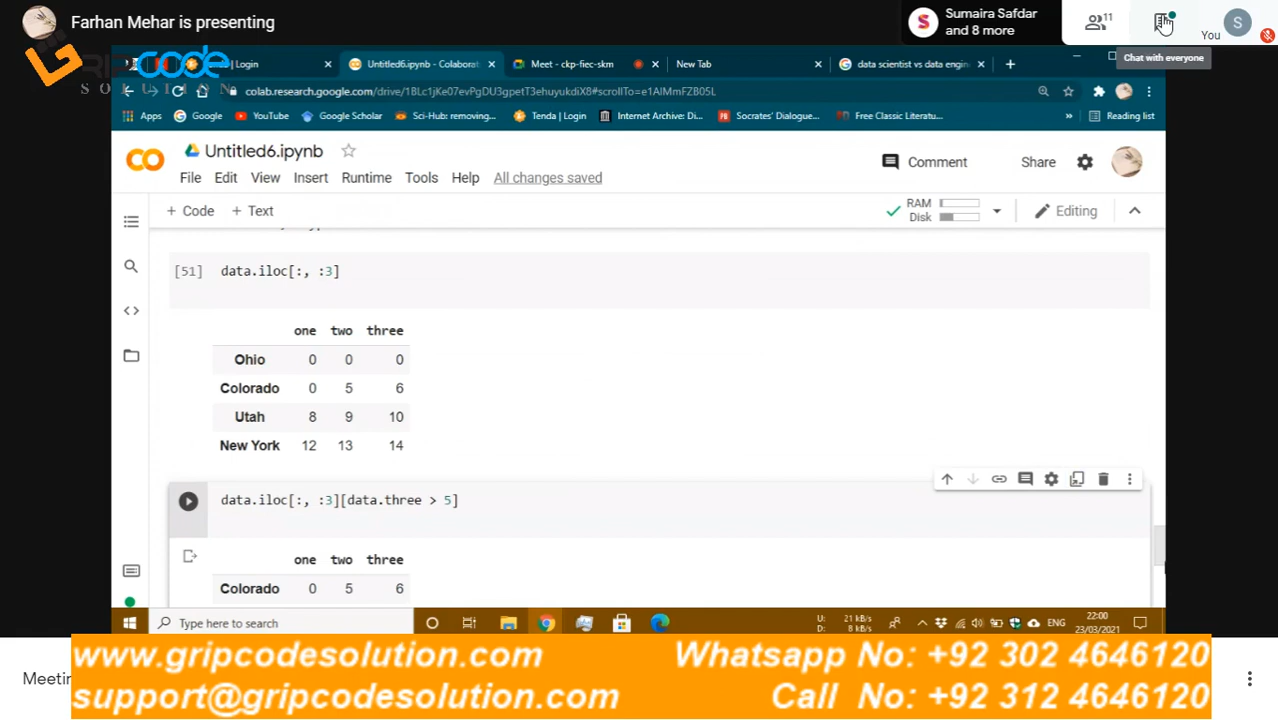 Farhan Mehar is presenting
Sumaira Safdar
and 8 more
11
S
You
S
Chat with everyone
Gripcode
SO
Login
Untitled6.ipynb - Colaborat
Meet - ckp-fiec-skm
New Tab
data scientist vs data engin
colab.research.google.com/drive/1BLc1jKe07evPgDU3gpetT3ehuyukdiX8#scrollTo=e1AIMmFZB05L
Apps
Google
YouTube
Google Scholar
Sci-Hub: removing...
Tenda | Login
Internet Archive: Di...
Socrates' Dialogue...
Free Classic Literatu...
»
Reading list
CO
Untitled6.ipynb
Comment
Share
File Edit View Insert Runtime Tools Help All changes saved
+ Code + Text
RAM
Disk
Editing
[51] data.iloc[:, :3]
one two three
Ohio 0 0 0
Colorado 0 5 6
Utah 8 9 10
New York 12 13 14
data.iloc[:, :3][data.three > 5]
one two three
Colorado 0 5 6
Type here to search
U: 21 kB/s
D: 8 kB/s
ENG
22:00
23/03/2021
Meetin
www.gripcodesolution.com
Whatsapp No: +92 302 4646120
support@gripcodesolution.com
Call No: +92 312 4646120